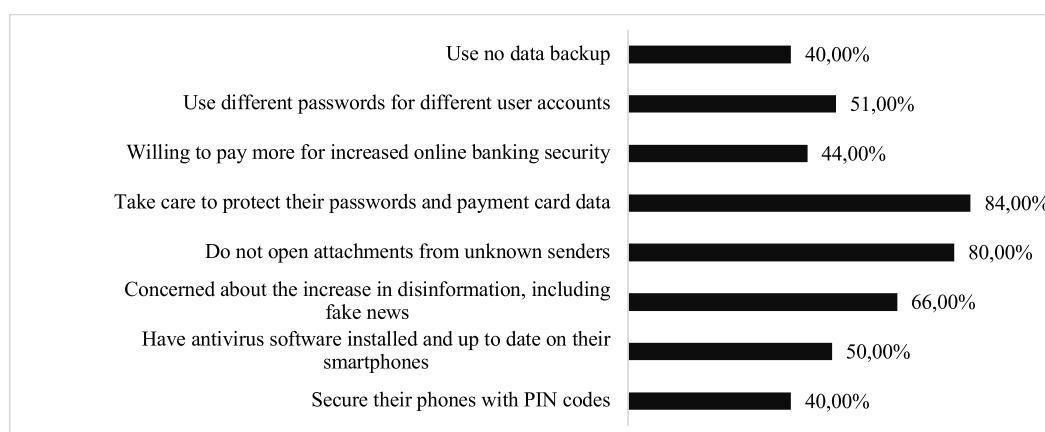 Use no data backup
40,00%
Use different passwords for different user accounts
51,00%
Willing to pay more for increased online banking security
44,00%
Take care to protect their passwords and payment card data
84,00%
Do not open attachments from unknown senders
80,00%
Concerned about the increase in disinformation, including
fake news
66,00%
Have antivirus software installed and up to date on their
smartphones
50,00%
Secure their phones with PIN codes
40,00%